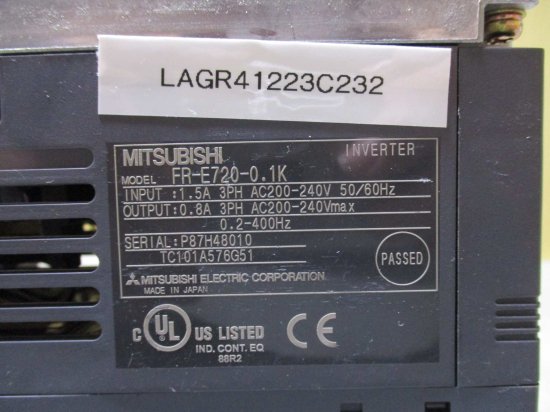 LAGR41223C232
MITSUBISHI INVERTER
MODEL FR-E720-0.1K
INPUT :1.5A 3PH AC200-240V 50/60Hz
OUTPUT:0.8A 3PH AC200-240Vmax
0.2-400Hz
SERIAL:P87H48010
TC101A576G51
PASSED
MITSUBISHI ELECTRIC CORPORATION
MADE IN JAPAN
C UL US LISTED CE
IND. CONT. EQ
88R2